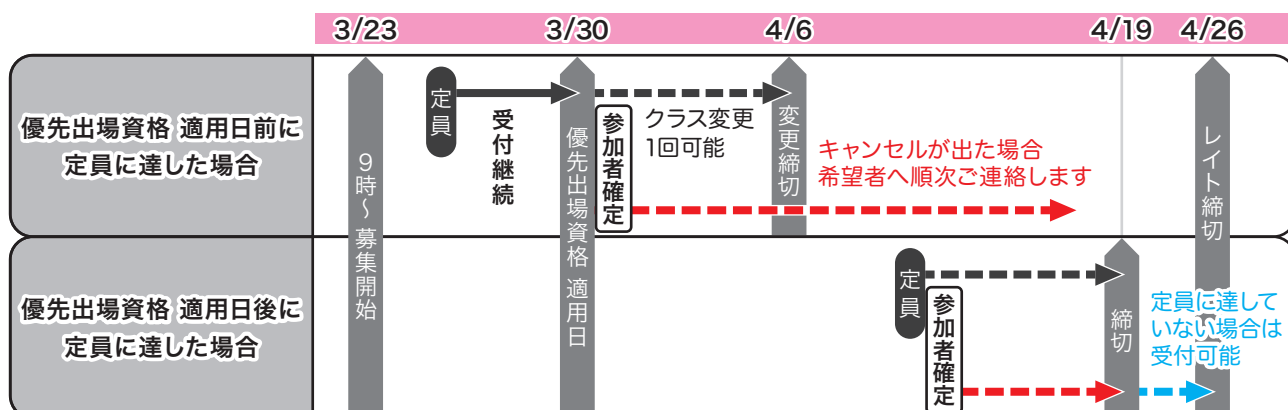 3/23 3/30 4/6 4/19 4/26
優先出場資格 適用日前に
定員に達した場合
9時～ 募集開始
定員
受付継続
優先出場資格 適用日
参加者確定
クラス変更
1回可能
変更締切
キャンセルが出た場合
希望者へ順次ご連絡します
レイト締切
優先出場資格 適用日後に
定員に達した場合
定員
参加者確定
締切
定員に達して
いない場合は
受付可能